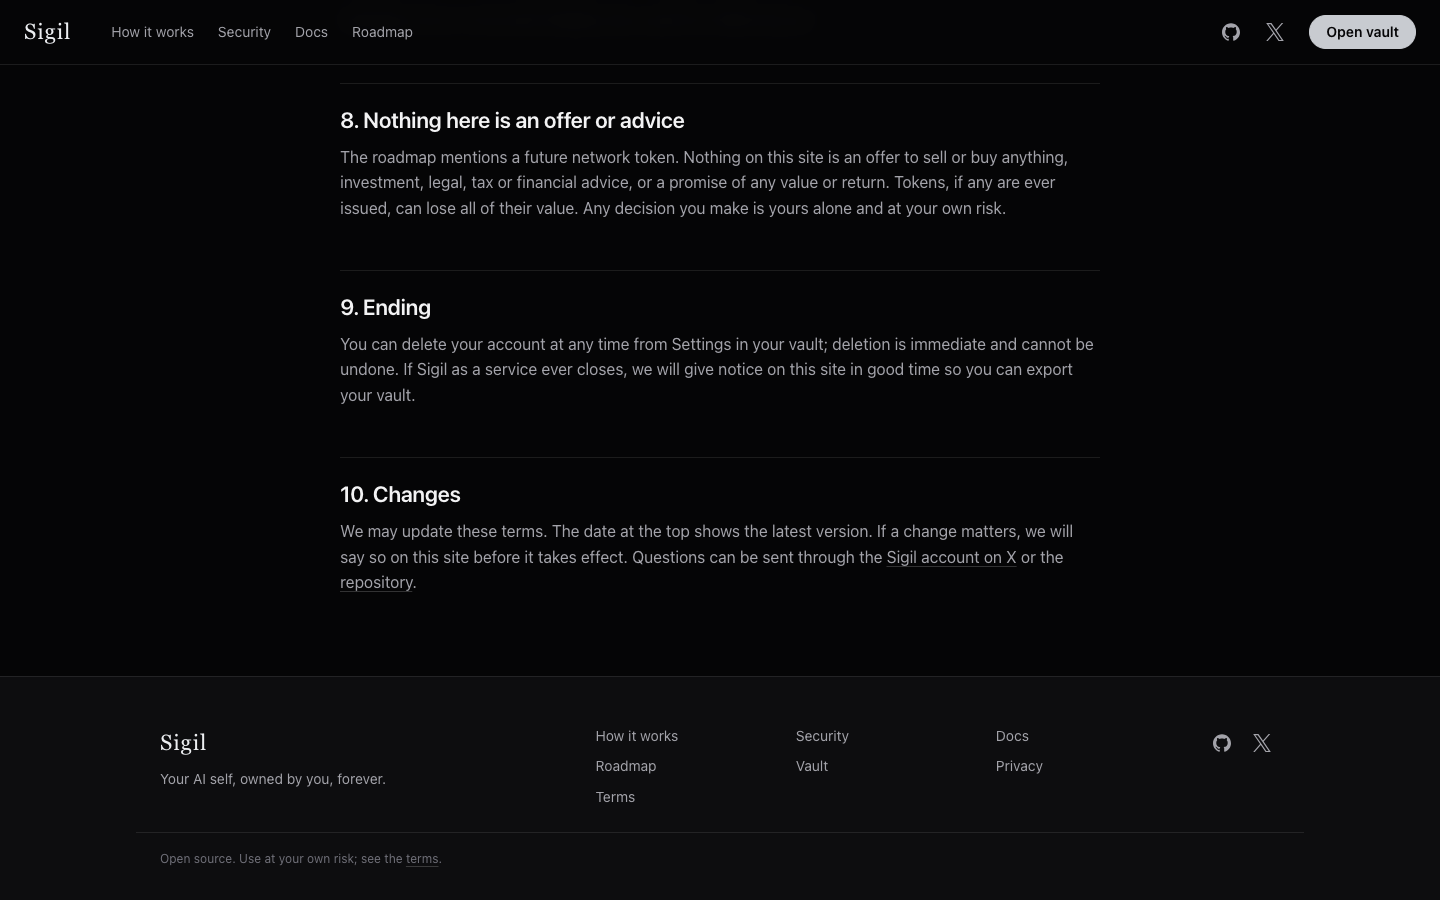 Sigil
How it works
Security
Docs
Roadmap
Open vault
8. Nothing here is an offer or advice
The roadmap mentions a future network token. Nothing on this site is an offer to sell or buy anything,
investment, legal, tax or financial advice, or a promise of any value or return. Tokens, if any are ever
issued, can lose all of their value. Any decision you make is yours alone and at your own risk.
9. Ending
You can delete your account at any time from Settings in your vault; deletion is immediate and cannot be
undone. If Sigil as a service ever closes, we will give notice on this site in good time so you can export
your vault.
10. Changes
We may update these terms. The date at the top shows the latest version. If a change matters, we will
say so on this site before it takes effect. Questions can be sent through the Sigil account on X or the
repository.
Sigil
Your AI self, owned by you, forever.
How it works
Security
Docs
Roadmap
Vault
Privacy
Terms
Open source. Use at your own risk; see the terms.